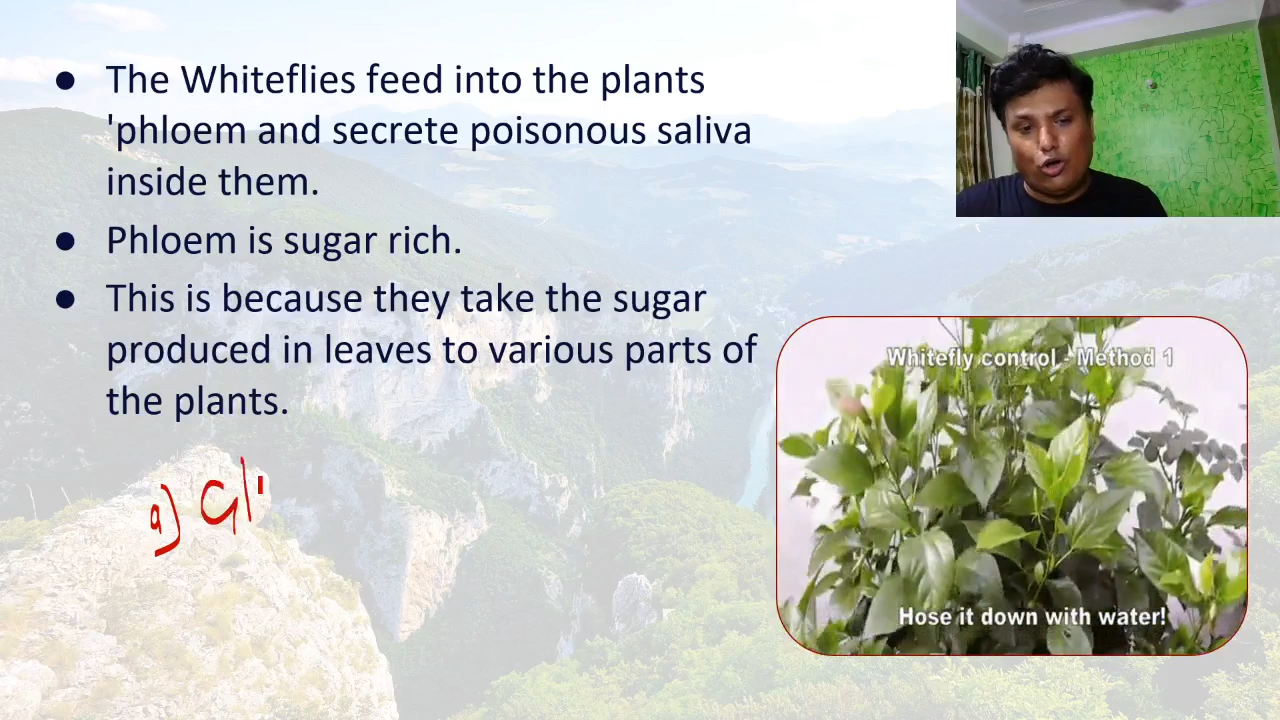 ● The Whiteflies feed into the plants
'phloem and secrete poisonous saliva
inside them.
● Phloem is sugar rich.
● This is because they take the sugar
produced in leaves to various parts of
the plants.
Whitefly control - Method 1
Hose it down with water!